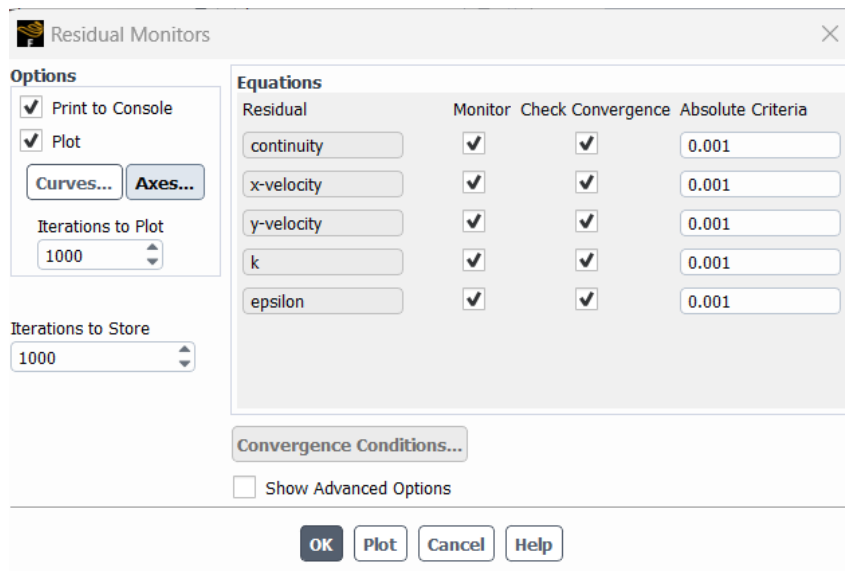 F
Residual Monitors
Options
Print to Console
Plot
Curves... Axes...
Iterations to Plot
1000
Iterations to Store
1000
Equations
Residual Monitor Check Convergence Absolute Criteria
continuity 0.001
x-velocity 0.001
y-velocity 0.001
k 0.001
epsilon 0.001
Convergence Conditions...
Show Advanced Options
OK Plot Cancel Help